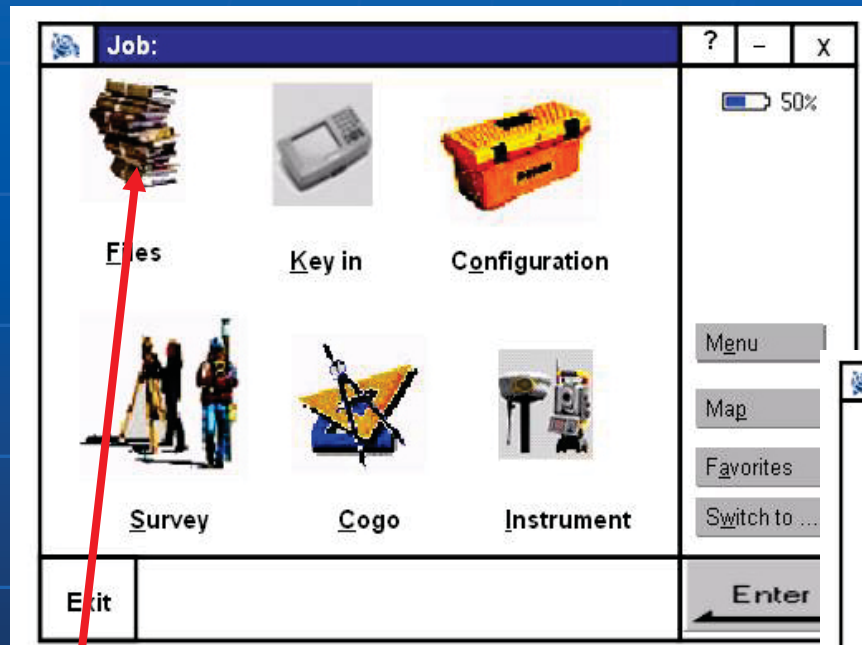 Job:
? – X
50%
Files
Key in
Configuration
Menu
Map
Favorites
Switch to ...
Survey
Cogo
Instrument
Exit
Enter